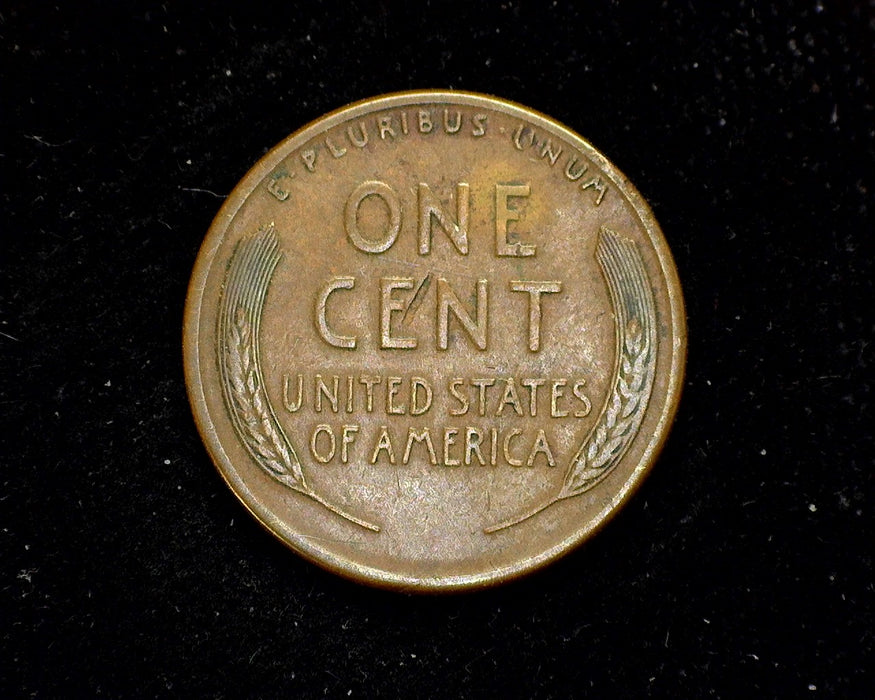 E · PLURIBUS · UNUM
ONE
CENT
UNITED STATES
OF AMERICA